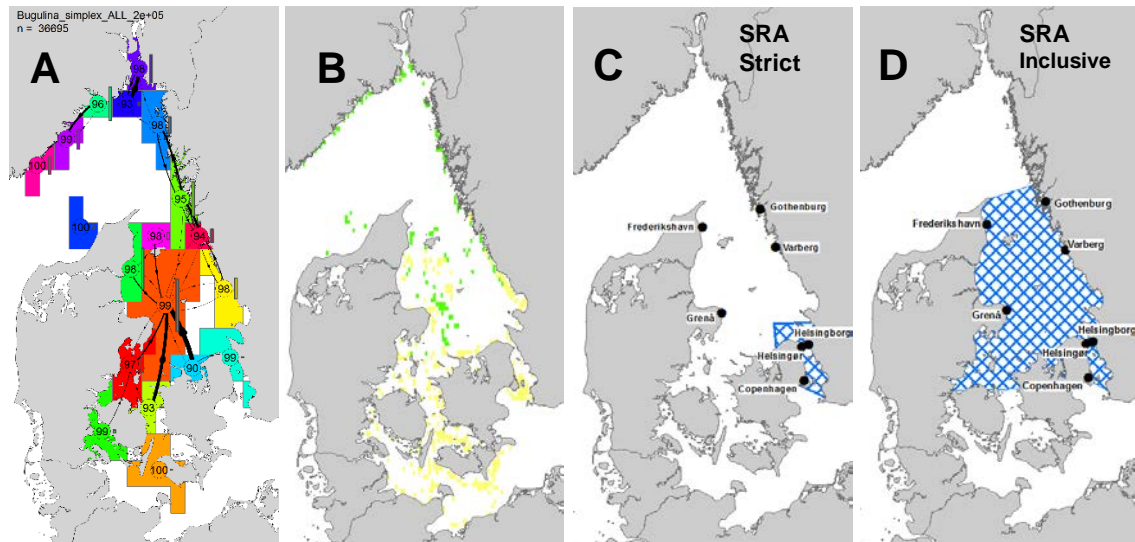 Bugulina_simplex_ALL_2e+05
n = 36695
A
98
96
93
98
99
100
95
100
98
94
98
98
99
97
90
99
93
99
100
B
C
SRA
Strict
Gothenburg
Frederikshavn
Varberg
Grenå
Helsingborg
Helsingør
Copenhagen
D
SRA
Inclusive
Gothenburg
Frederikshavn
Varberg
Grenå
Helsingborg
Helsingør
Copenhagen